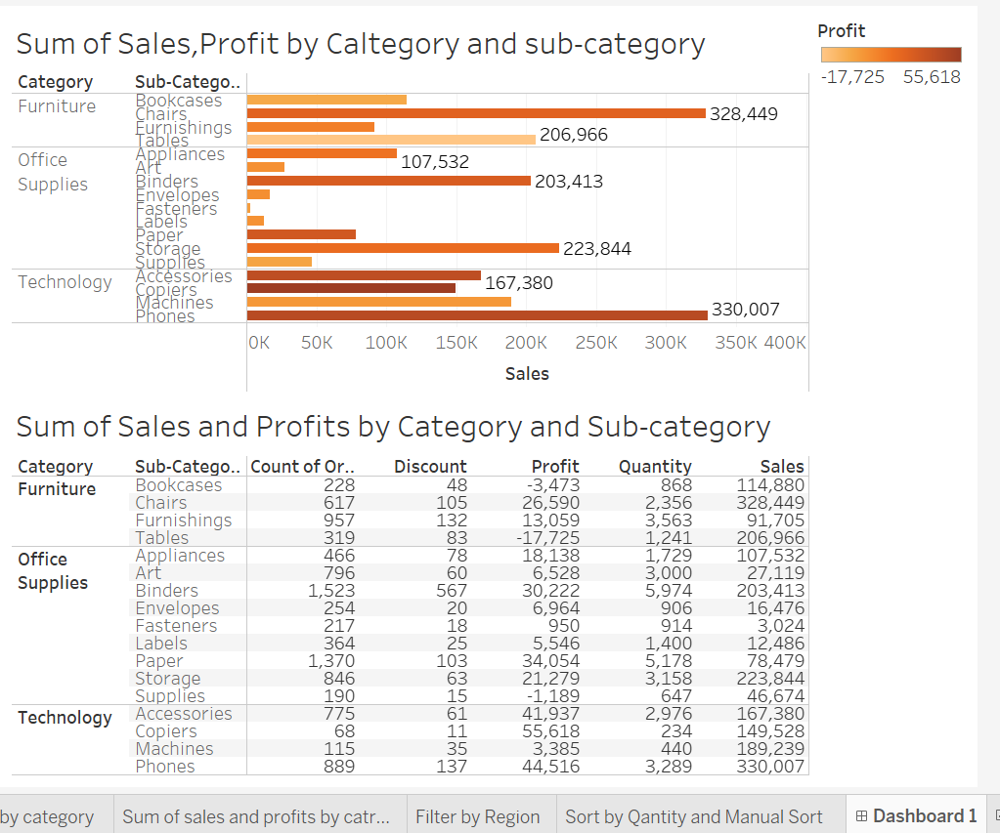 Sum of Sales,Profit by Caltegory and sub-category
Profit
-17,725 55,618
Category Sub-Catego..
Furniture Bookcases
Chairs 328,449
Furnishings
Tables 206,966
Office Supplies Appliances 107,532
Art
Binders 203,413
Envelopes
Fasteners
Labels
Paper
Storage 223,844
Supplies
Technology Accessories 167,380
Copiers
Machines
Phones 330,007
0K 50K 100K 150K 200K 250K 300K 350K 400K
Sales
Sum of Sales and Profits by Category and Sub-category
Category Sub-Catego.. Count of Or.. Discount Profit Quantity Sales
Furniture Bookcases 228 48 -3,473 868 114,880
Chairs 617 105 26,590 2,356 328,449
Furnishings 957 132 13,059 3,563 91,705
Tables 319 83 -17,725 1,241 206,966
Office Supplies Appliances 466 78 18,138 1,729 107,532
Art 796 60 6,528 3,000 27,119
Binders 1,523 567 30,222 5,974 203,413
Envelopes 254 20 6,964 906 16,476
Fasteners 217 18 950 914 3,024
Labels 364 25 5,546 1,400 12,486
Paper 1,370 103 34,054 5,178 78,479
Storage 846 63 21,279 3,158 223,844
Supplies 190 15 -1,189 647 46,674
Technology Accessories 775 61 41,937 2,976 167,380
Copiers 68 11 55,618 234 149,528
Machines 115 35 3,385 440 189,239
Phones 889 137 44,516 3,289 330,007
by category Sum of sales and profits by catr... Filter by Region Sort by Qantity and Manual Sort Dashboard 1